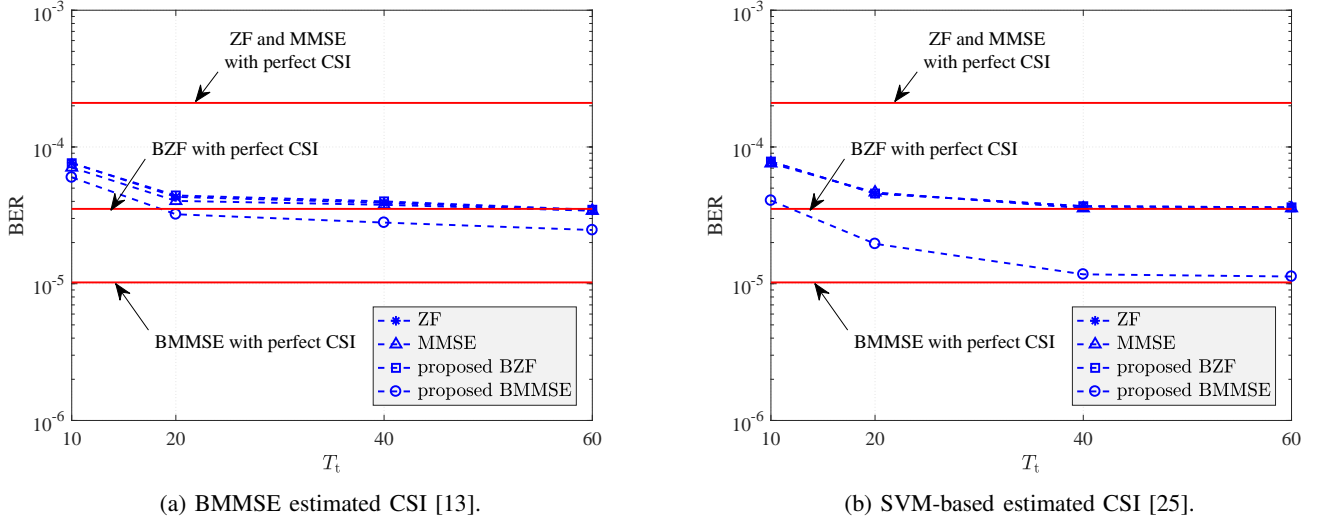 10^-3
ZF and MMSE
with perfect CSI
10^-4
BZF with perfect CSI
BER
10^-5
BMMSE with perfect CSI
ZF
MMSE
proposed BZF
proposed BMMSE
10^-6
10 20 40 60
T_t
(a) BMMSE estimated CSI [13].
10^-3
ZF and MMSE
with perfect CSI
10^-4
BZF with perfect CSI
BER
10^-5
BMMSE with perfect CSI
ZF
MMSE
proposed BZF
proposed BMMSE
10^-6
10 20 40 60
T_t
(b) SVM-based estimated CSI [25].